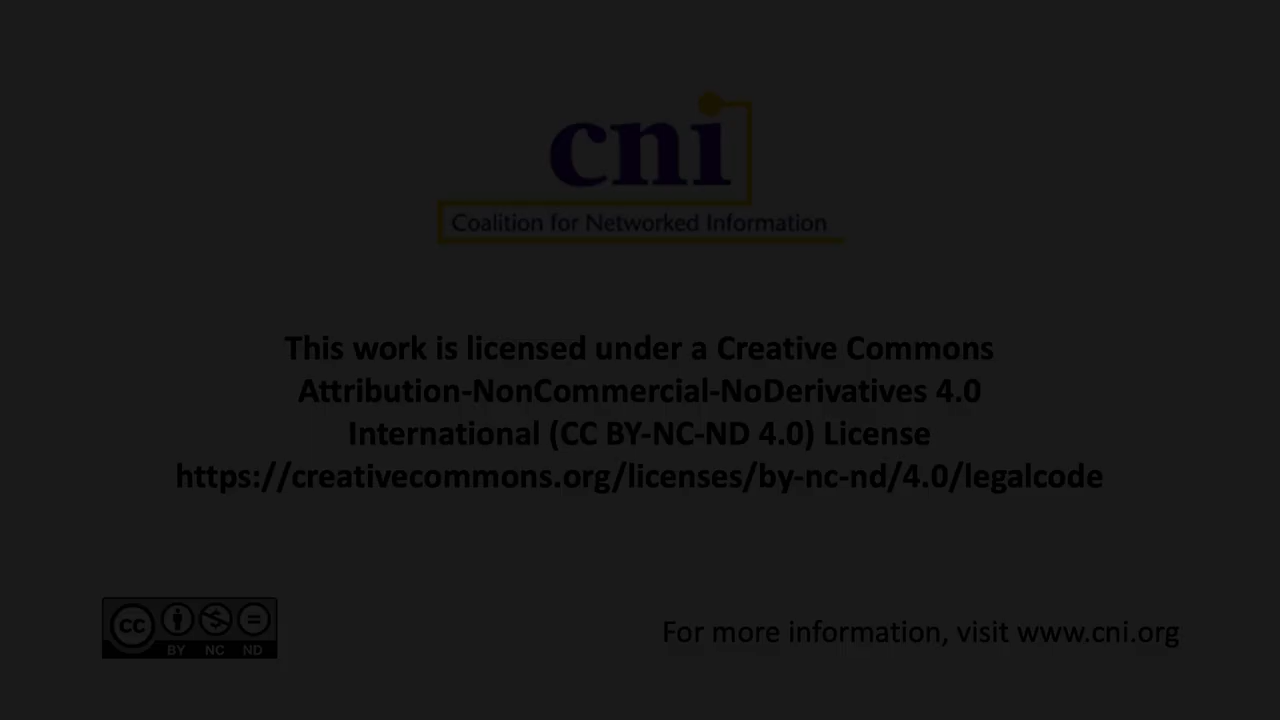 cni
Coalition for Networked Information
This work is licensed under a Creative Commons
Attribution-NonCommercial-NoDerivatives 4.0
International (CC BY-NC-ND 4.0) License
https://creativecommons.org/licenses/by-nc-nd/4.0/legalcode
cc
BY NC ND
For more information, visit www.cni.org